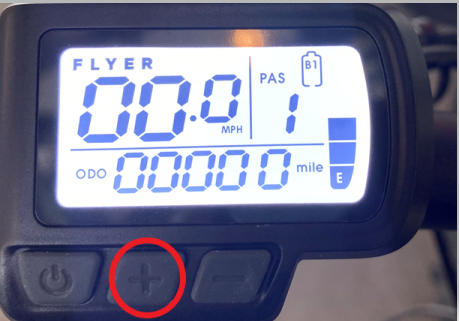 FLYER
B1
PAS
00.0
1
MPH
ODO 00000 mile
E